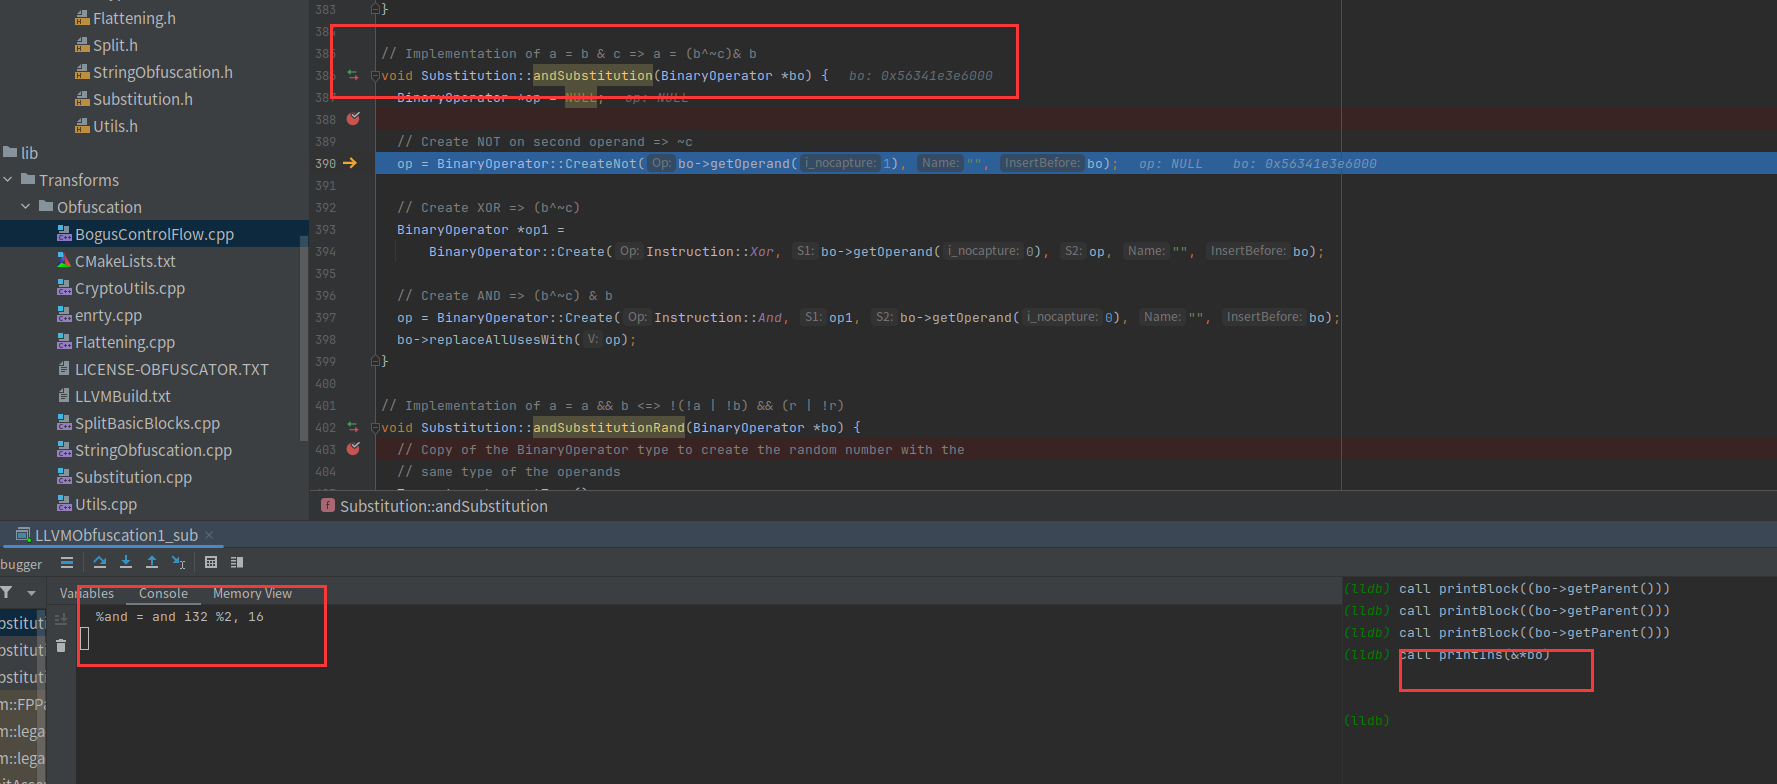 Flattening.h
Split.h
StringObfuscation.h
Substitution.h
Utils.h
lib
Transforms
Obfuscation
BogusControlFlow.cpp
CMakeLists.txt
CryptoUtils.cpp
enrty.cpp
Flattening.cpp
LICENSE-OBFUSCATOR.TXT
LLVMBuild.txt
SplitBasicBlocks.cpp
StringObfuscation.cpp
Substitution.cpp
Utils.cpp
383 }
384
385 // Implementation of a = b & c => a = (b^~c)& b
386 void Substitution::andSubstitution(BinaryOperator *bo) { bo: 0x56341e3e6000
387 BinaryOperator *op = NULL; op: NULL
388
389 // Create NOT on second operand => ~c
390 op = BinaryOperator::CreateNot( Op: bo->getOperand( i_nocapture: 1), Name: "", InsertBefore: bo); op: NULL bo: 0x56341e3e6000
391
392 // Create XOR => (b^~c)
393 BinaryOperator *op1 =
394 BinaryOperator::Create( Op: Instruction::Xor, S1: bo->getOperand( i_nocapture: 0), S2: op, Name: "", InsertBefore: bo);
395
396 // Create AND => (b^~c) & b
397 op = BinaryOperator::Create( Op: Instruction::And, S1: op1, S2: bo->getOperand( i_nocapture: 0), Name: "", InsertBefore: bo);
398 bo->replaceAllUsesWith( V: op);
399 }
400
401 // Implementation of a = a && b <=> !(!a | !b) && (r | !r)
402 void Substitution::andSubstitutionRand(BinaryOperator *bo) {
403 // Copy of the BinaryOperator type to create the random number with the
404 // same type of the operands
f Substitution::andSubstitution
LLVMObfuscation1_sub ×
bugger
Variables Console Memory View
%and = and i32 %2, 16
bstituti
bstituti
bstituti
m::FPPa
m::lega
m::lega
(lldb) call printBlock((bo->getParent()))
(lldb) call printBlock((bo->getParent()))
(lldb) call printBlock((bo->getParent()))
(lldb) call printIns(&*bo)
(lldb)